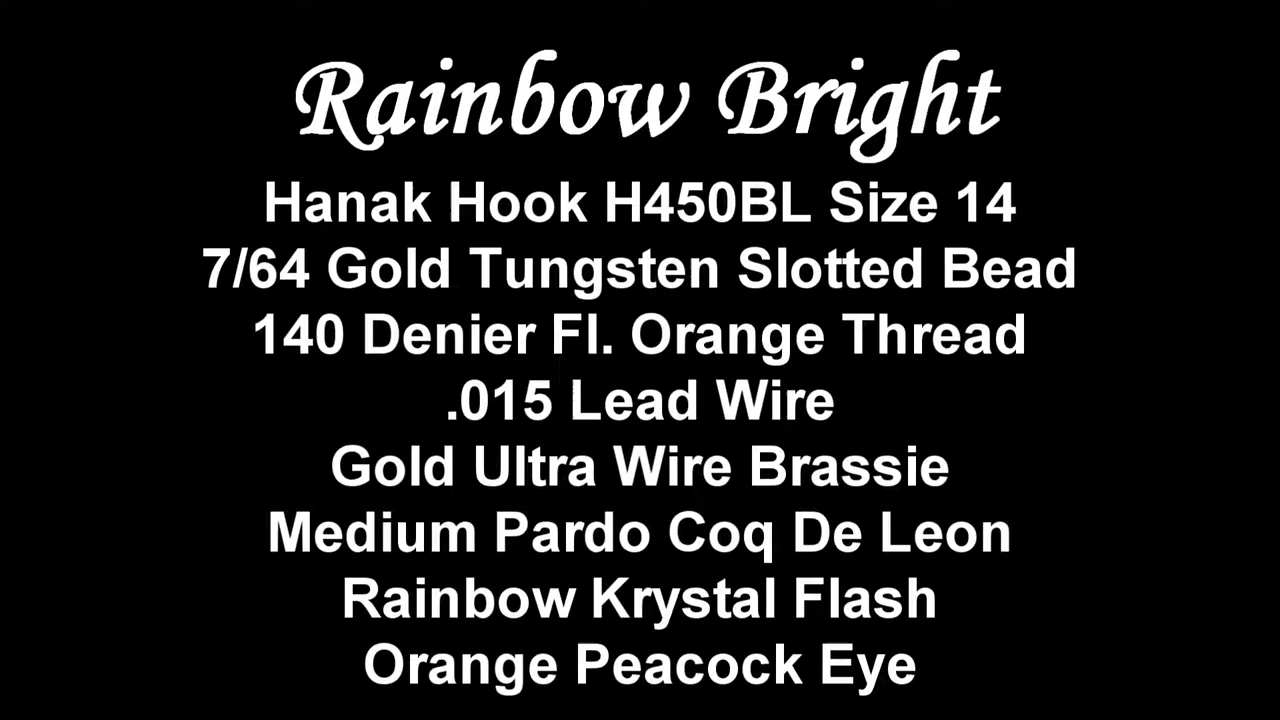 Rainbow Bright
Hanak Hook H450BL Size 14
7/64 Gold Tungsten Slotted Bead
140 Denier Fl. Orange Thread
.015 Lead Wire
Gold Ultra Wire Brassie
Medium Pardo Coq De Leon
Rainbow Krystal Flash
Orange Peacock Eye